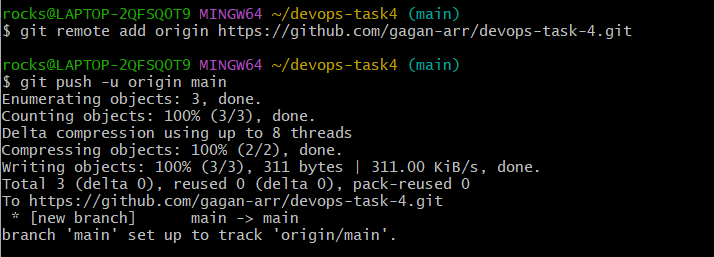 rocks@LAPTOP-2QFSQOT9 MINGW64 ~/devops-task4 (main)
$ git remote add origin https://github.com/gagan-arr/devops-task-4.git
rocks@LAPTOP-2QFSQOT9 MINGW64 ~/devops-task4 (main)
$ git push -u origin main
Enumerating objects: 3, done.
Counting objects: 100% (3/3), done.
Delta compression using up to 8 threads
Compressing objects: 100% (2/2), done.
Writing objects: 100% (3/3), 311 bytes | 311.00 KiB/s, done.
Total 3 (delta 0), reused 0 (delta 0), pack-reused 0
To https://github.com/gagan-arr/devops-task-4.git
 * [new branch]      main -> main
branch 'main' set up to track 'origin/main'.